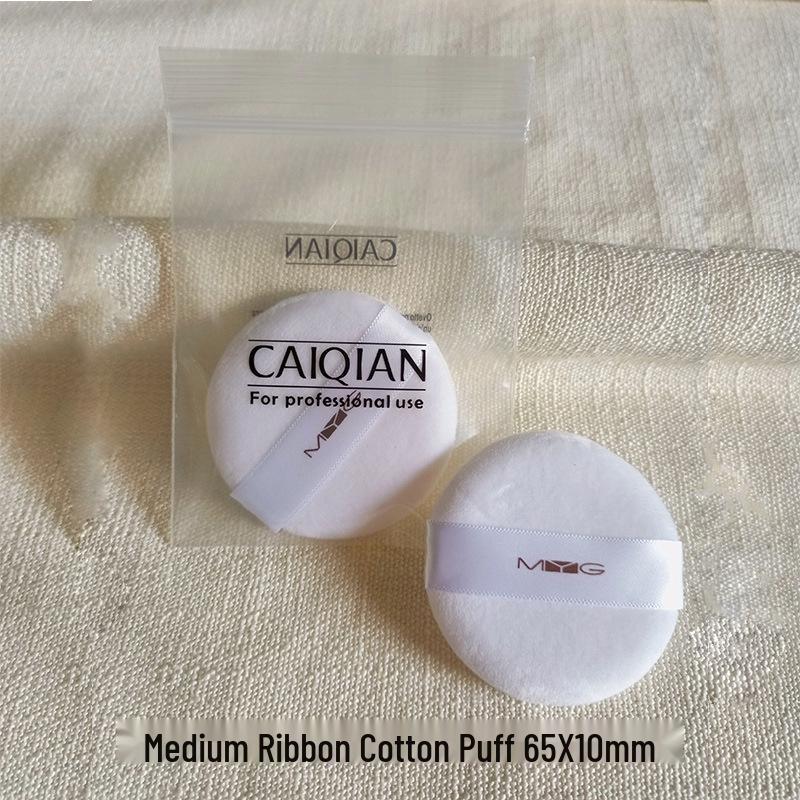 CAIQIAN
CAIQIAN
For professional use
MYG
MYG
Medium Ribbon Cotton Puff 65X10mm